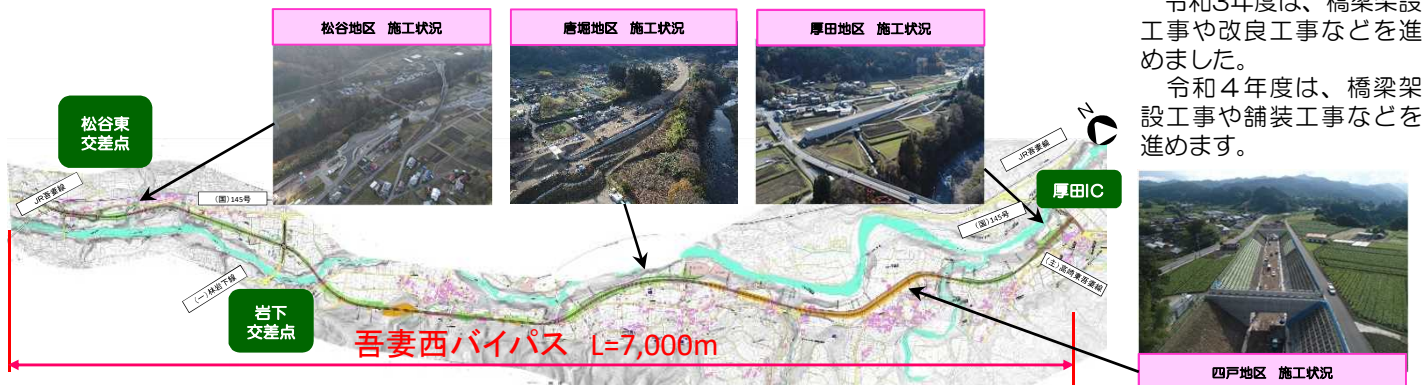 松谷地区 施工状況
唐堀地区 施工状況
厚田地区 施工状況
令和3年度は、橋梁架設
工事や改良工事などを進
めました。
令和４年度は、橋梁架
設工事や舗装工事などを
進めます。
松谷東
交差点
N
JR吾妻線
厚田IC
JR吾妻線
(国)145号
(国)145号
(主)高崎東吾妻線
(一)林岩下線
岩下
交差点
吾妻西バイパス L=7,000m
四戸地区 施工状況